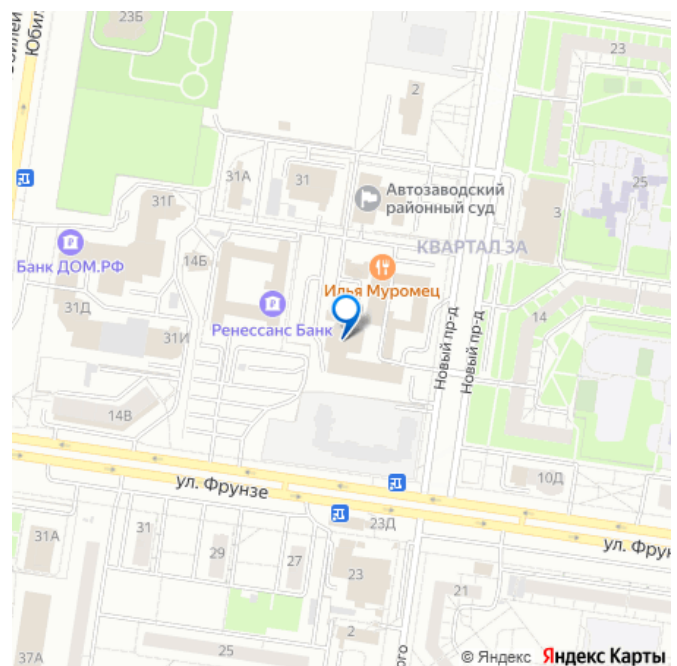 23Б
Юбил
23
2
31А
31
Автозаводский
районный суд
25
31Г
3
КВАРТАЛ 3А
Банк ДОМ.РФ
14Б
Илья Муромец
31Д
Ренессанс Банк
14
31И
Новый пр-д
Новый пр-д
14В
ул. Фрунзе
10Д
31А
31
29
27
23Д
23
ул. Фрун
21
2
25
37А
ого
© Яндекс Яндекс Карты